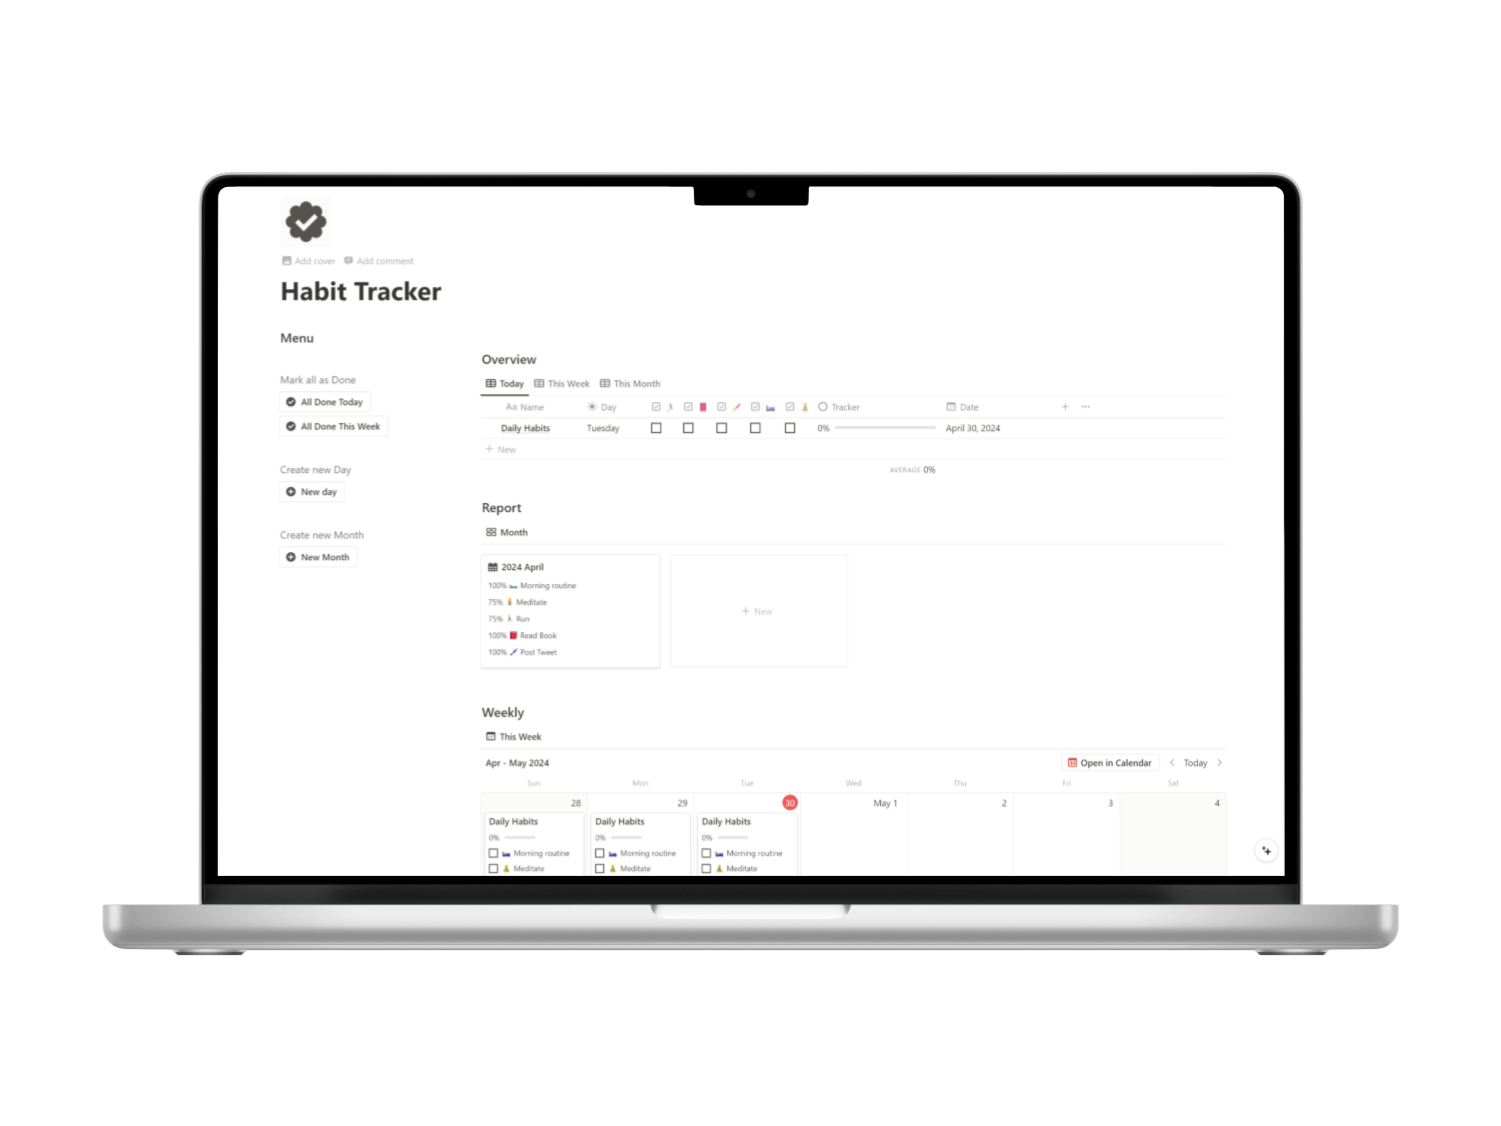 Add cover Add comment
Habit Tracker
Menu
Mark all as Done
All Done Today
All Done This Week
Create new Day
New day
Create new Month
New Month
Overview
Today This Week This Month
Aa Name Day Tracker Date + ...
Daily Habits Tuesday 0% April 30, 2024
+ New
AVERAGE 0%
Report
Month
2024 April
100% Morning routine
75% Meditate
75% Run
100% Read Book
100% Post Tweet
+ New
Weekly
This Week
Apr - May 2024 Open in Calendar < Today >
Sun Mon Tue Wed Thu Fri Sat
28 29 30 May 1 2 3 4
Daily Habits Daily Habits Daily Habits
0% 0% 0%
Morning routine Morning routine Morning routine
Meditate Meditate Meditate